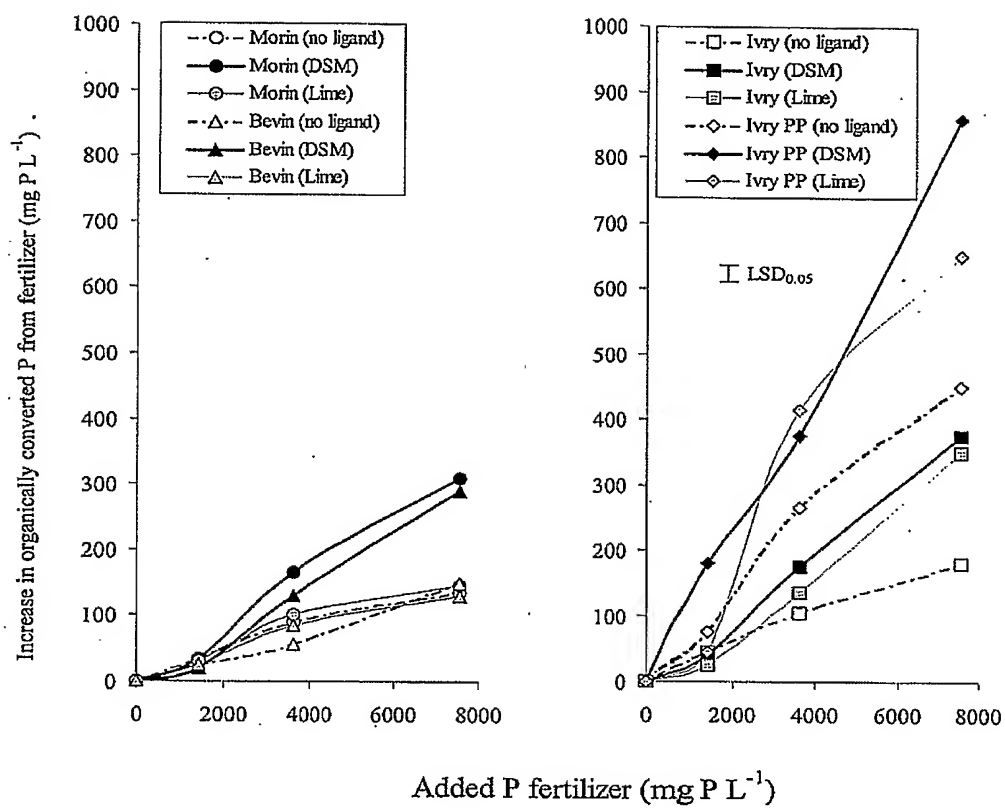 Increase in organically converted P from fertilizer (mg P L⁻¹) .
1000
900
800
700
600
500
400
300
200
100
0
0 2000 4000 6000 8000
Morin (no ligand)
Morin (DSM)
Morin (Lime)
Bevin (no ligand)
Bevin (DSM)
Bevin (Lime)
1000
900
800
700
600
500
400
300
200
100
0
0 2000 4000 6000 8000
Ivry (no ligand)
Ivry (DSM)
Ivry (Lime)
Ivry PP (no ligand)
Ivry PP (DSM)
Ivry PP (Lime)
LSD₀.₀₅
Added P fertilizer (mg P L⁻¹)